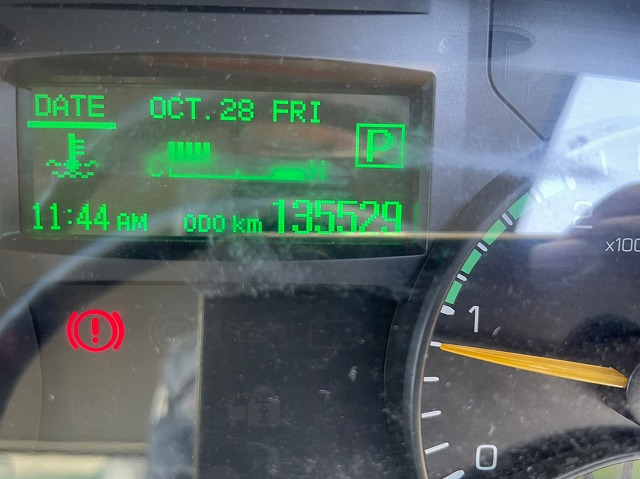 DATE OCT.28 FRI
P
C H
11:44 AM ODO km 135529
2
x100
1
0